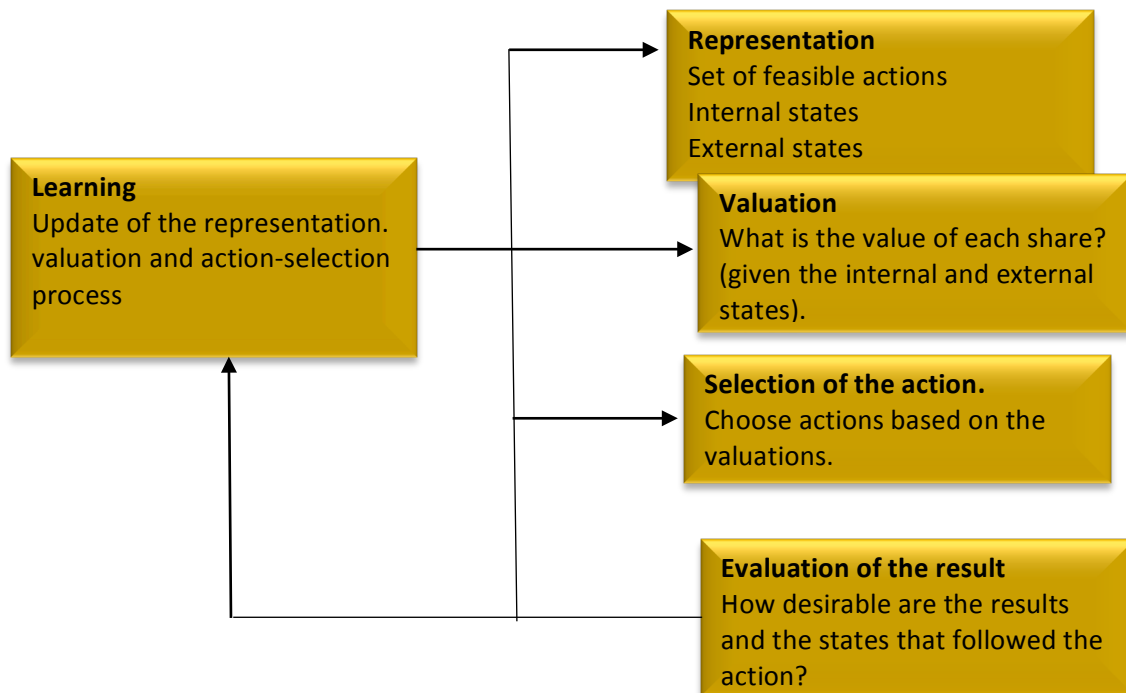 Representation
Set of feasible actions
Internal states
External states
Learning
Update of the representation.
valuation and action-selection
process
Valuation
What is the value of each share?
(given the internal and external
states).
Selection of the action.
Choose actions based on the
valuations.
Evaluation of the result
How desirable are the results
and the states that followed the
action?